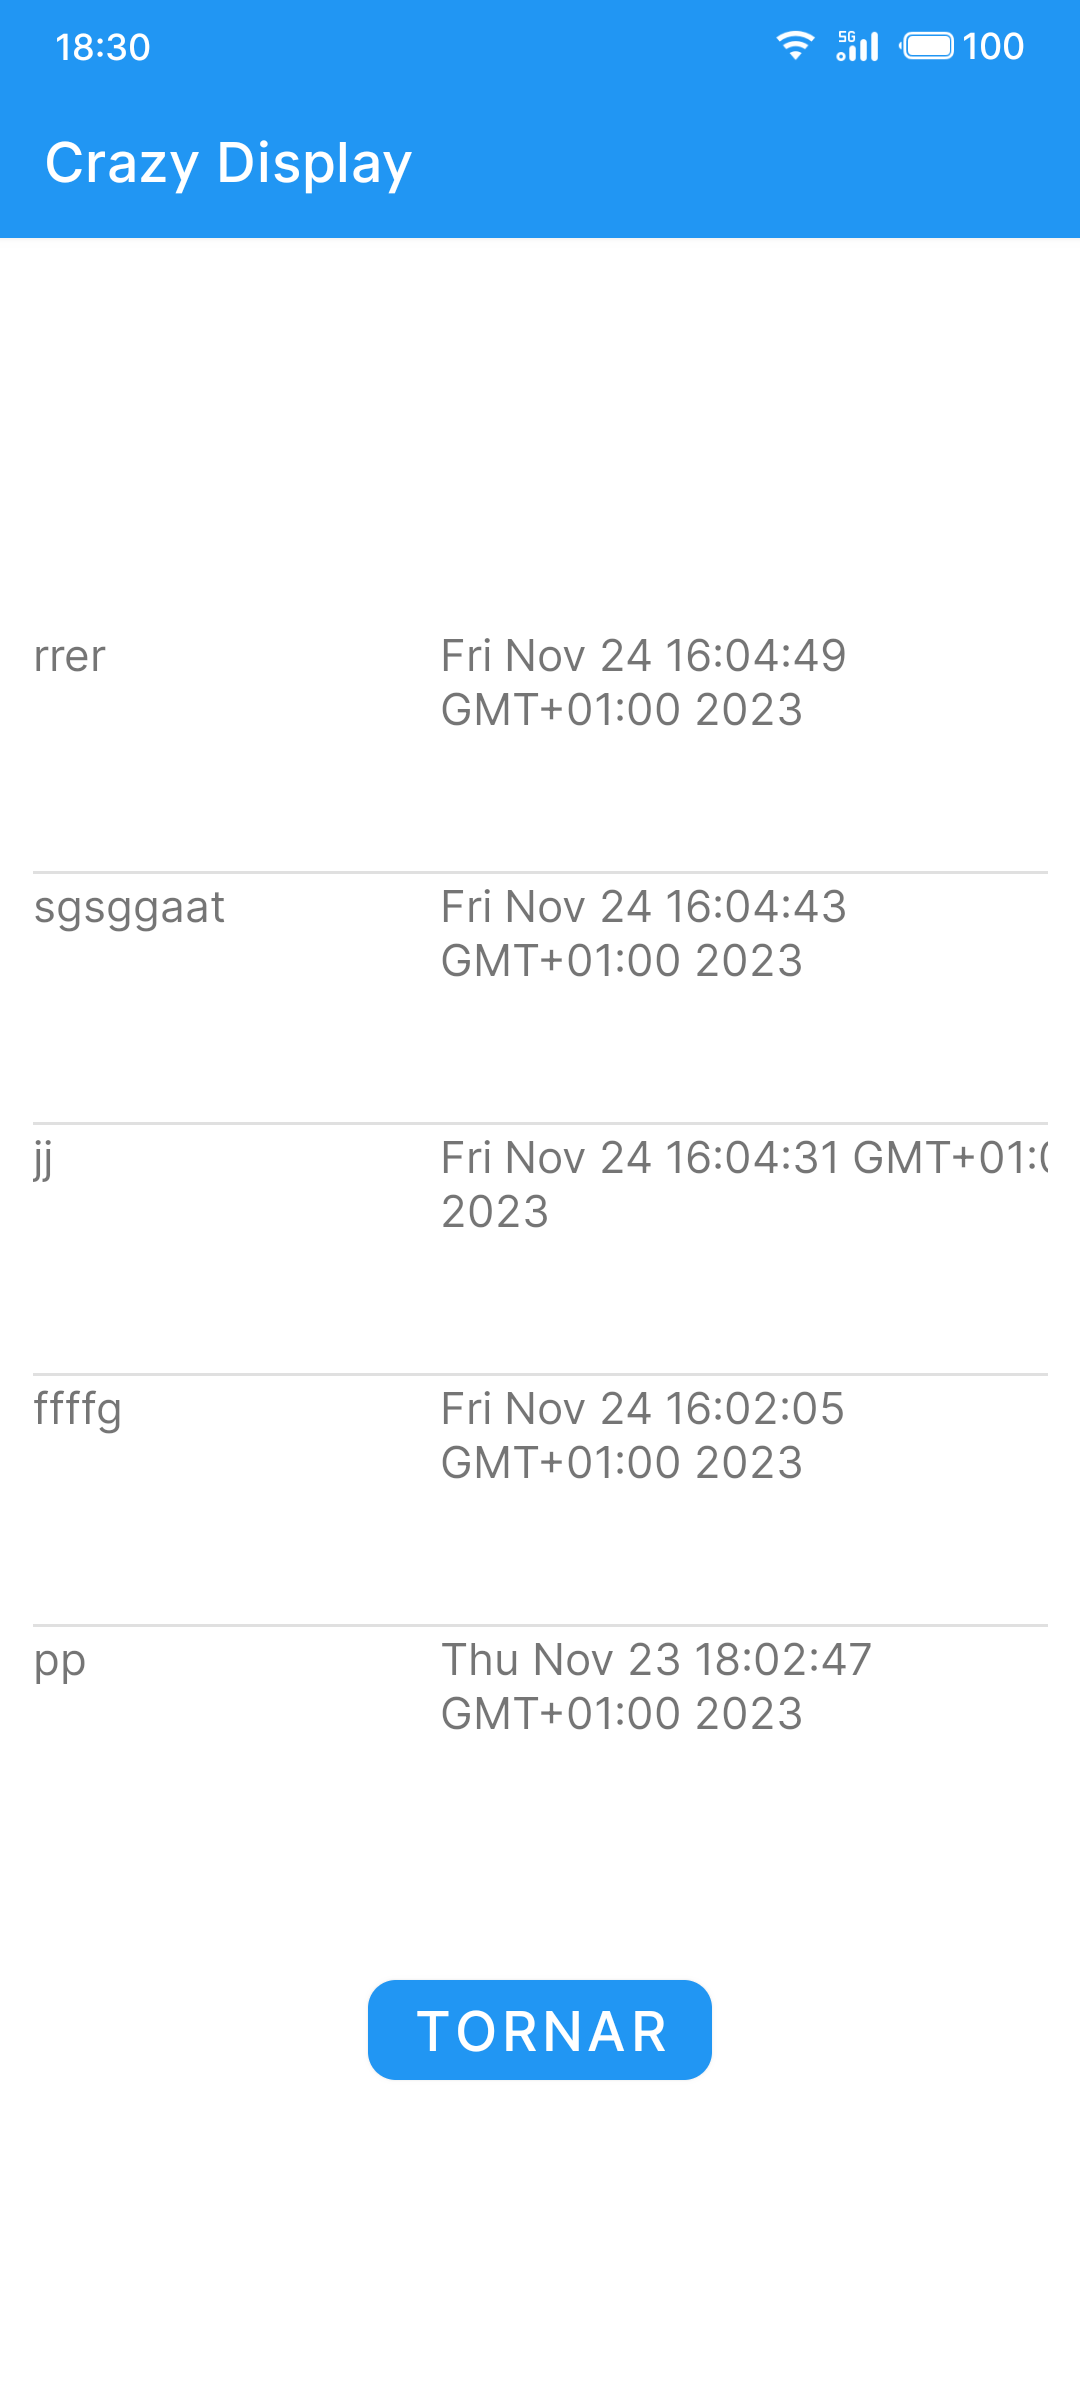 18:30
5G
100
Crazy Display
rrer
Fri Nov 24 16:04:49
GMT+01:00 2023
sgsggaat
Fri Nov 24 16:04:43
GMT+01:00 2023
jj
Fri Nov 24 16:04:31 GMT+01:0
2023
ffffg
Fri Nov 24 16:02:05
GMT+01:00 2023
pp
Thu Nov 23 18:02:47
GMT+01:00 2023
TORNAR